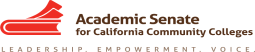 Academic Senate
for California Community Colleges
LEADERSHIP. EMPOWERMENT. VOICE.